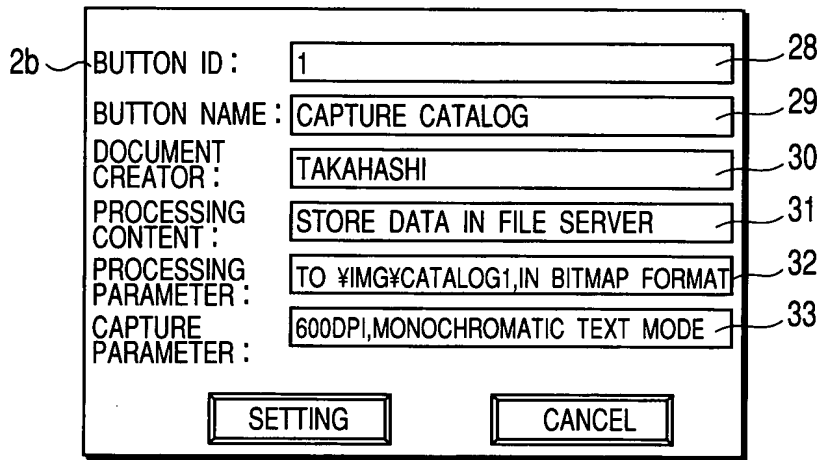 2b BUTTON ID : 1 28
BUTTON NAME : CAPTURE CATALOG 29
DOCUMENT
CREATOR : TAKAHASHI 30
PROCESSING
CONTENT : STORE DATA IN FILE SERVER 31
PROCESSING
PARAMETER : TO ¥IMG¥CATALOG1,IN BITMAP FORMAT 32
CAPTURE
PARAMETER : 600DPI,MONOCHROMATIC TEXT MODE 33
SETTING CANCEL